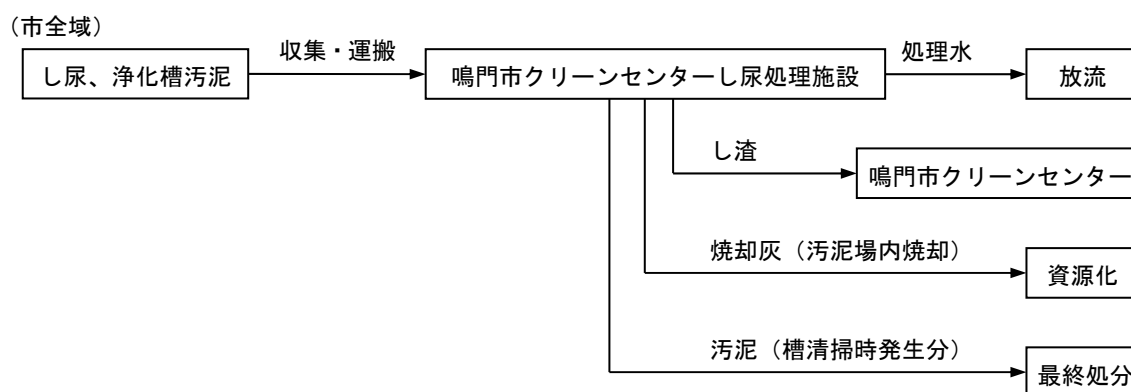 （市全域）
収集・運搬
処理水
し尿、浄化槽汚泥
鳴門市クリーンセンターし尿処理施設
放流
し渣
鳴門市クリーンセンター
焼却灰（汚泥場内焼却）
資源化
汚泥（槽清掃時発生分）
最終処分